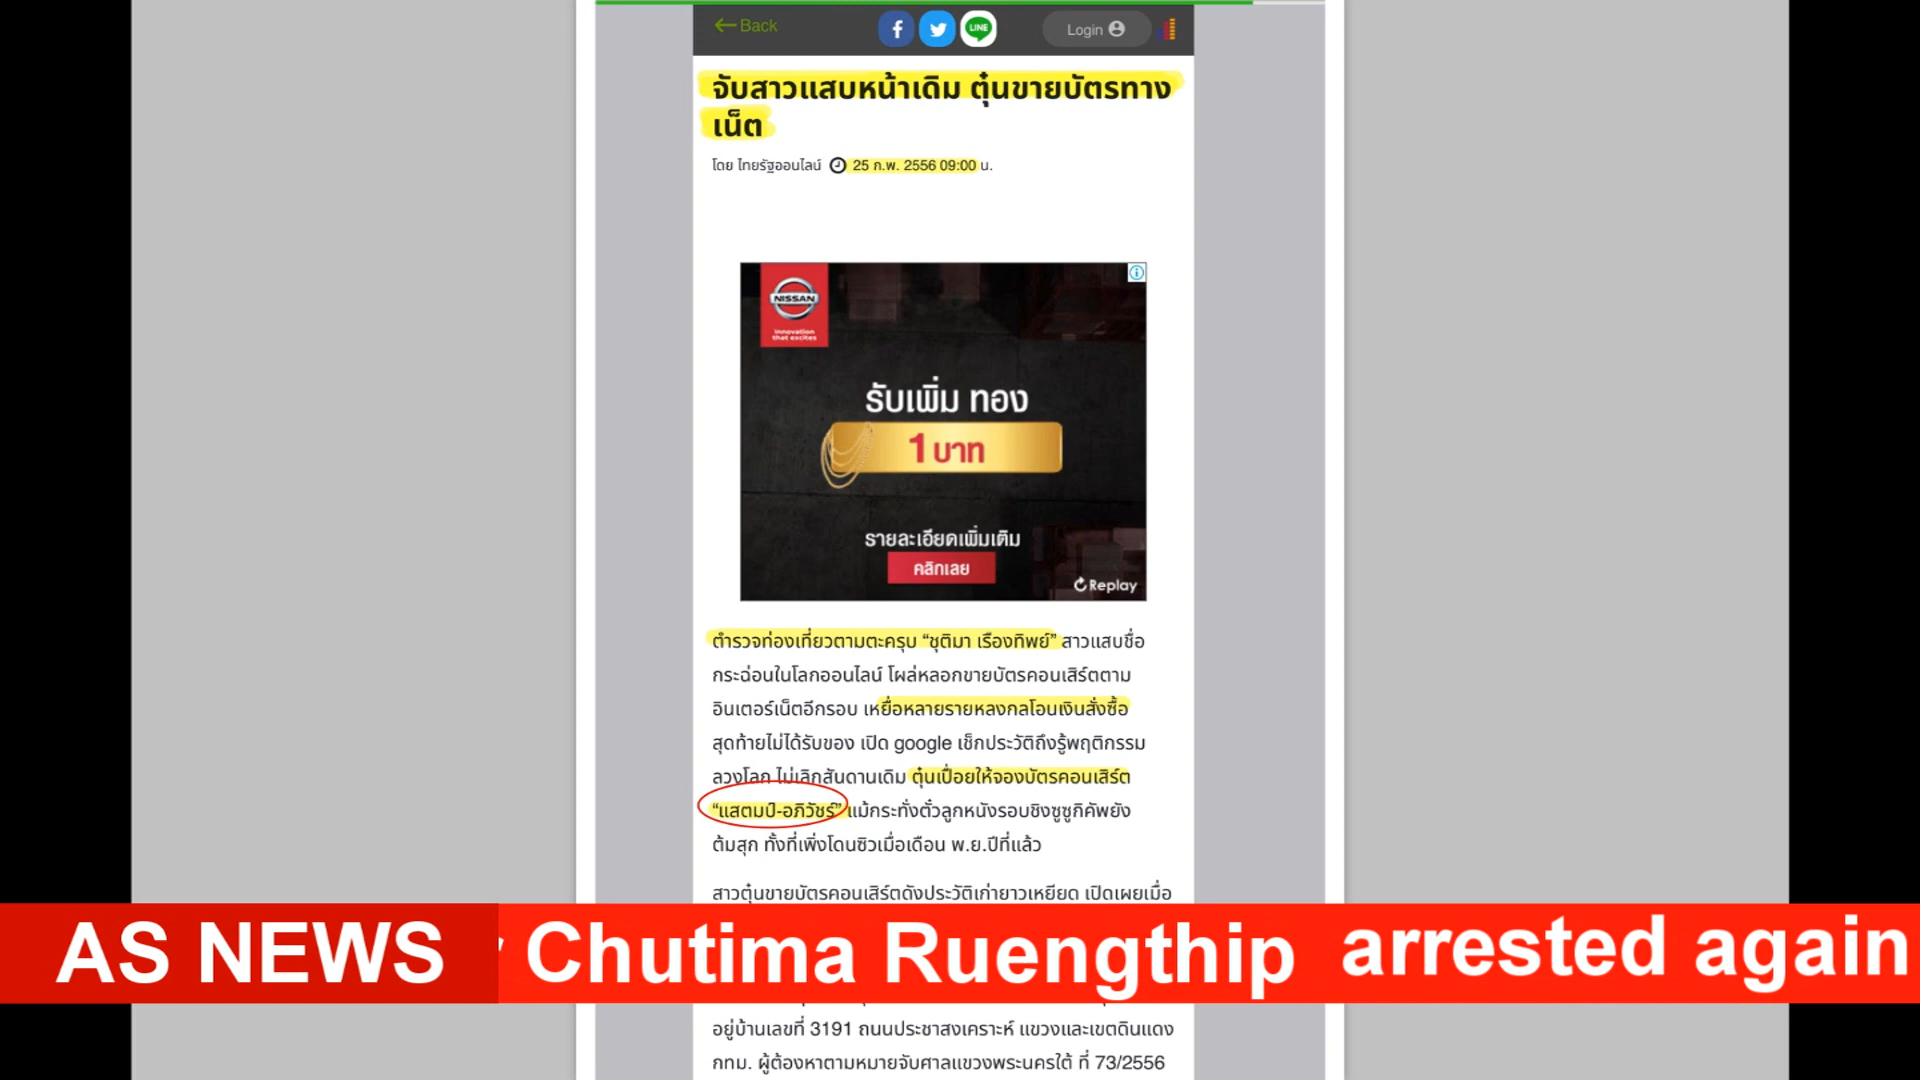 Back
LINE
Login
จับสาวแสบหน้าเดิม ตุ๋นขายบัตรทาง
เน็ต
โดย ไทยรัฐออนไลน์ 25 ก.พ. 2556 09:00 น.
NISSAN
Innovation
that excites
รับเพิ่ม ทอง
1 บาท
รายละเอียดเพิ่มเติม
คลิกเลย
Replay
ตำรวจท่องเที่ยวตามตะครุบ “ชุติมา เรืองทิพย์” สาวแสบชื่อ
กระฉ่อนในโลกออนไลน์ โผล่หลอกขายบัตรคอนเสิร์ตตาม
อินเตอร์เน็ตอีกรอบ เหยื่อหลายรายหลงกลโอนเงินสั่งซื้อ
สุดท้ายไม่ได้รับของ เปิด google เช็กประวัติถึงรู้พฤติกรรม
ลวงโลก ไม่เลิกสันดานเดิม ตุ๋นเปื่อยให้จองบัตรคอนเสิร์ต
“แสตมป์-อภิวัชร์” แม้กระทั่งตั๋วลูกหนังรอบชิงซูซูกิคัพยัง
ต้มสุก ทั้งที่เพิ่งโดนซิวเมื่อเดือน พ.ย.ปีที่แล้ว
สาวตุ๋นขายบัตรคอนเสิร์ตดังประวัติเก่ายาวเหยียด เปิดเผยเมื่อ
AS NEWS Chutima Ruengthip arrested again
อยู่บ้านเลขที่ 3191 ถนนประชาสงเคราะห์ แขวงและเขตดินแดง
กทม. ผู้ต้องหาตามหมายจับศาลแขวงพระนครใต้ ที่ 73/2556